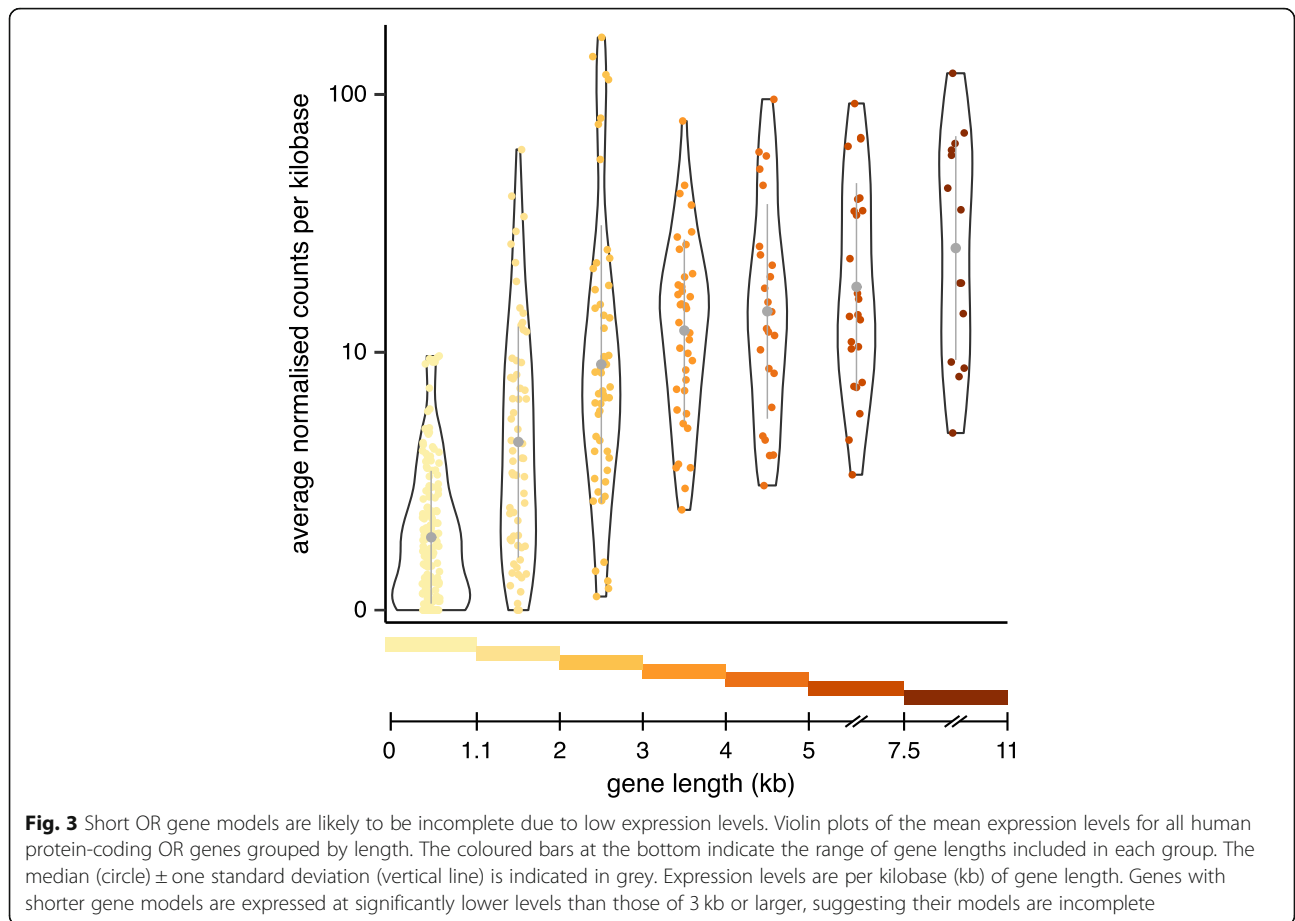 average normalised counts per kilobase
100
10
0
0 1.1 2 3 4 5 7.5 11
gene length (kb)
Fig. 3 Short OR gene models are likely to be incomplete due to low expression levels. Violin plots of the mean expression levels for all human
protein-coding OR genes grouped by length. The coloured bars at the bottom indicate the range of gene lengths included in each group. The
median (circle) ± one standard deviation (vertical line) is indicated in grey. Expression levels are per kilobase (kb) of gene length. Genes with
shorter gene models are expressed at significantly lower levels than those of 3 kb or larger, suggesting their models are incomplete